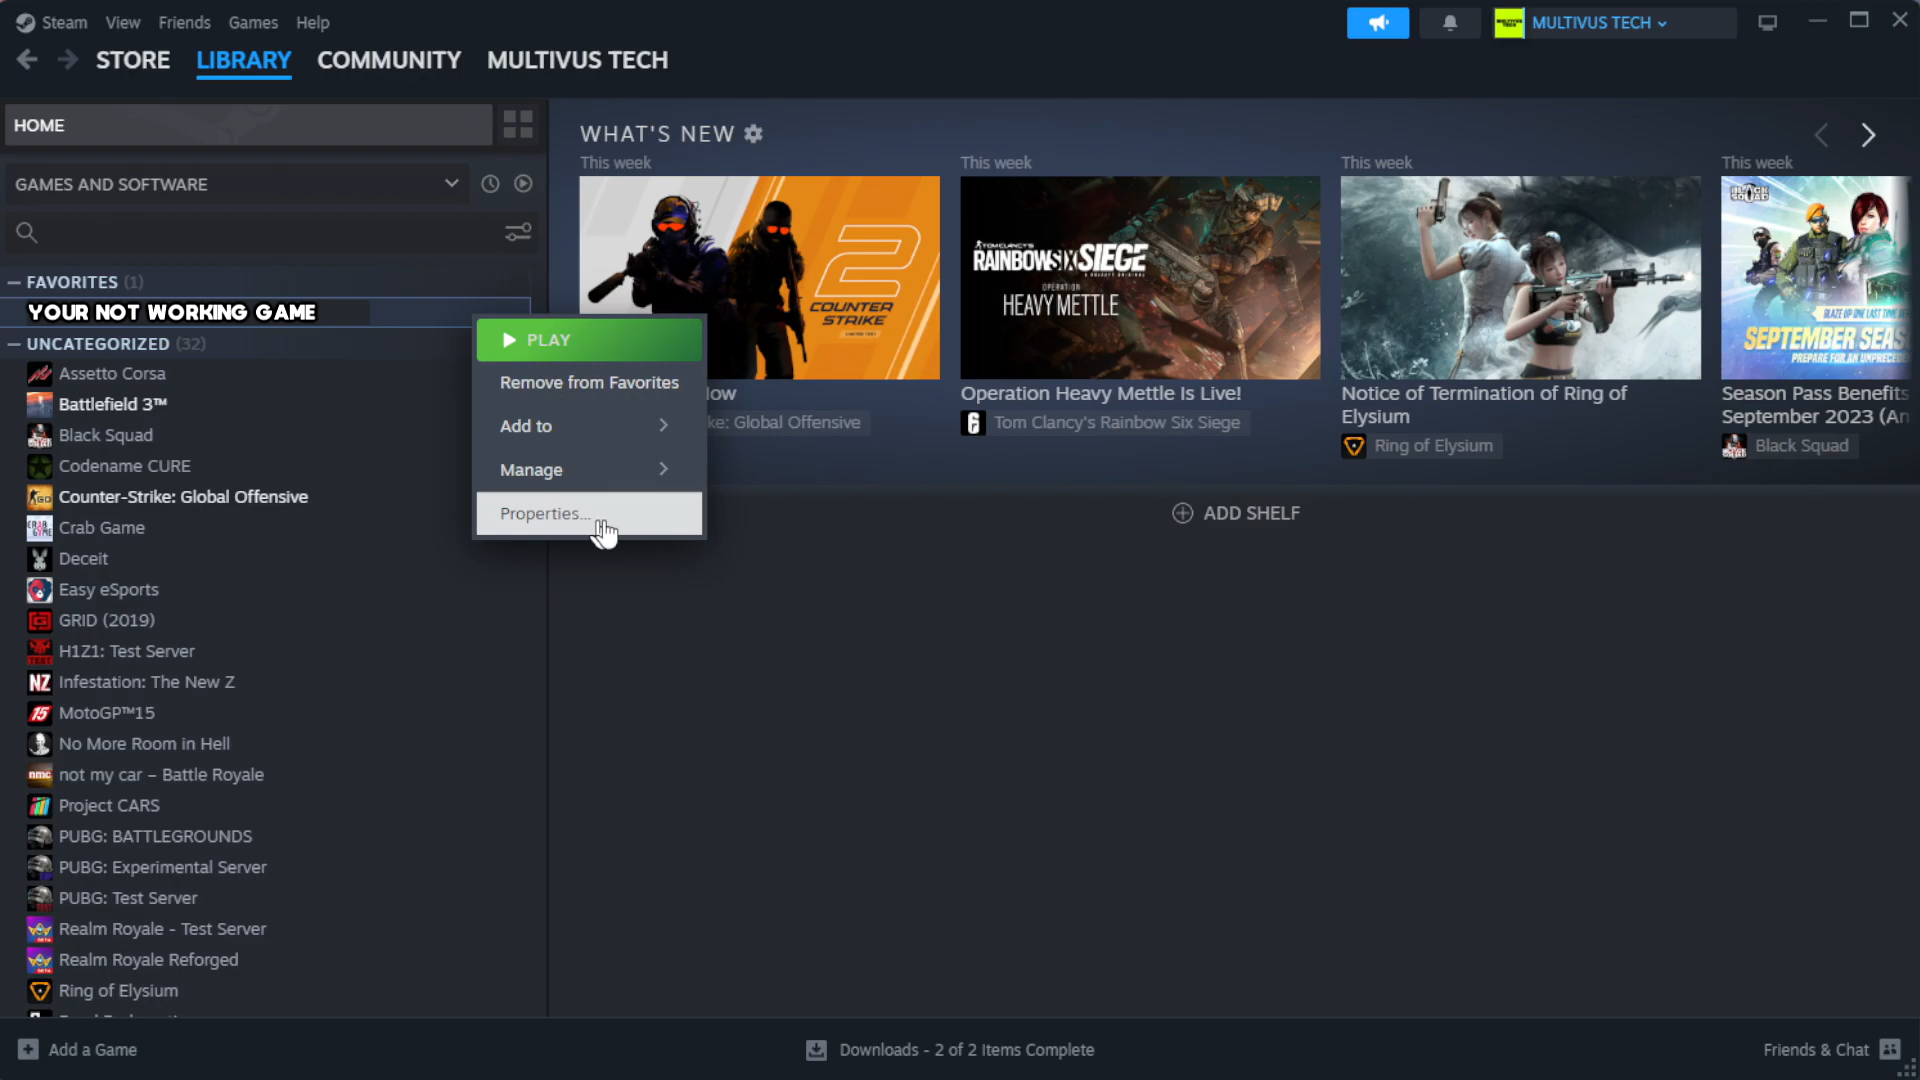 Steam View Friends Games Help
MULTIVUS TECH
STORE LIBRARY COMMUNITY MULTIVUS TECH
HOME
GAMES AND SOFTWARE
FAVORITES (1)
YOUR NOT WORKING GAME
UNCATEGORIZED (32)
Assetto Corsa
Battlefield 3™
Black Squad
Codename CURE
Counter-Strike: Global Offensive
Crab Game
Deceit
Easy eSports
GRID (2019)
H1Z1: Test Server
Infestation: The New Z
MotoGP™15
No More Room in Hell
not my car – Battle Royale
Project CARS
PUBG: BATTLEGROUNDS
PUBG: Experimental Server
PUBG: Test Server
Realm Royale - Test Server
Realm Royale Reforged
Ring of Elysium
PLAY
Remove from Favorites
Add to
Manage
Properties...
WHAT'S NEW
This week
2
COUNTER
STRIKE
ke: Global Offensive
This week
TOM CLANCY'S
RAINBOWSIX SIEGE
OPERATION
HEAVY METTLE
Operation Heavy Mettle Is Live!
Tom Clancy's Rainbow Six Siege
This week
Notice of Termination of Ring of
Elysium
Ring of Elysium
This week
BLACK
SQUAD
BLAZE UP ONE LAST TIME
SEPTEMBER SEAS
PREPARE FOR AN UNPRECEDE
Season Pass Benefits
September 2023 (An
Black Squad
ADD SHELF
Add a Game
Downloads - 2 of 2 Items Complete
Friends & Chat